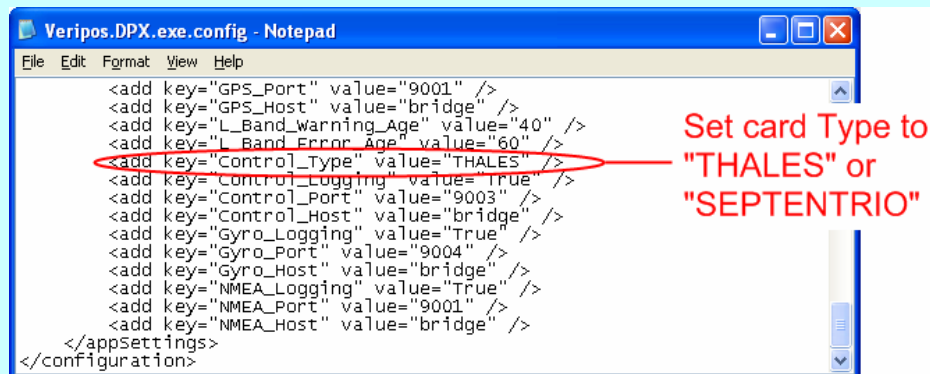 Veripos.DPX.exe.config - Notepad
File Edit Format View Help
<add key="GPS_Port" value="9001" />
<add key="GPS_Host" value="bridge" />
<add key="L_Band_Warning_Age" value="40" />
<add key="L_Band_Error_Age" value="60" />
<add key="Control_Type" value="THALES" />
<add key="Control_Logging" value="True" />
<add key="Control_Port" value="9003" />
<add key="Control_Host" value="bridge" />
<add key="Gyro_Logging" value="True" />
<add key="Gyro_Port" value="9004" />
<add key="Gyro_Host" value="bridge" />
<add key="NMEA_Logging" value="True" />
<add key="NMEA_Port" value="9001" />
<add key="NMEA_Host" value="bridge" />
</appSettings>
</configuration>
Set card Type to
"THALES" or
"SEPTENTRIO"